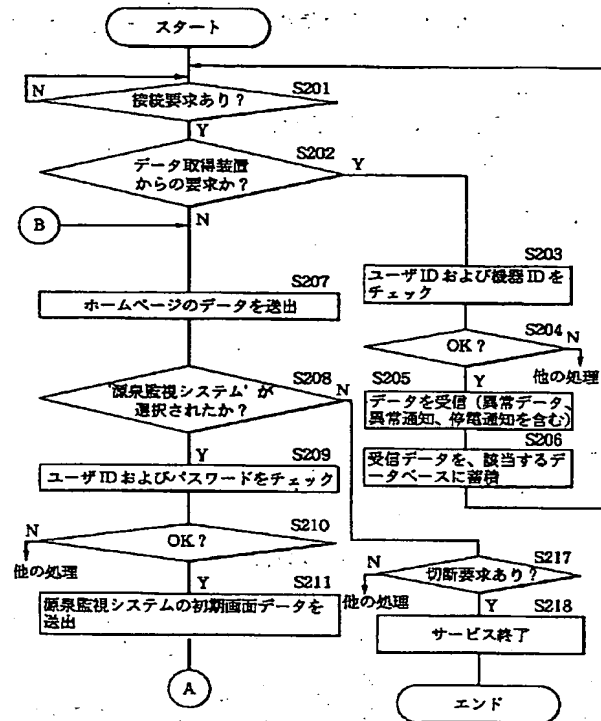 スタート
S201
N
接続要求あり？
Y
S202
データ取得装置
からの要求か？
Y
B
N
S203
ユーザIDおよび機器IDを
チェック
S207
ホームページのデータを送出
S204
OK？
N
他の処理
Y
S205
データを受信（異常データ、
異常通知、停電通知を含む）
S206
受信データを、該当するデー
タベースに蓄積
S208
'源泉監視システム'が
選択されたか？
N
Y
S209
ユーザIDおよびパスワードをチェック
S210
N
OK？
他の処理
Y
S211
源泉監視システムの初期画面データを
送出
A
S217
N
切断要求あり？
他の処理
Y
S218
サービス終了
エンド